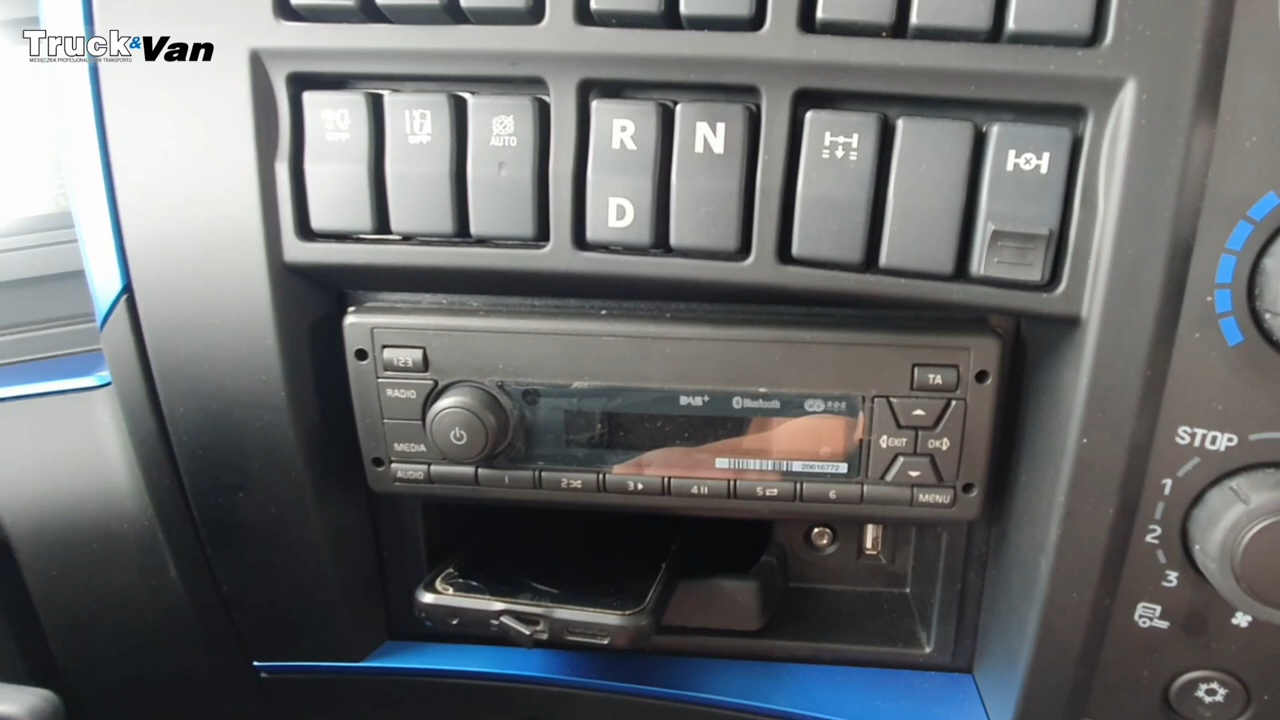 Truck&Van
MIESIĘCZNIK PROFESJONALISTÓW TRANSPORTU
OFF
OFF
AUTO
R
N
D
123
TA
RADIO
DAB+
Bluetooth
EXIT
OK
MEDIA
28616772
AUDIO
1
2
3
4
5
6
MENU
STOP
1
2
3